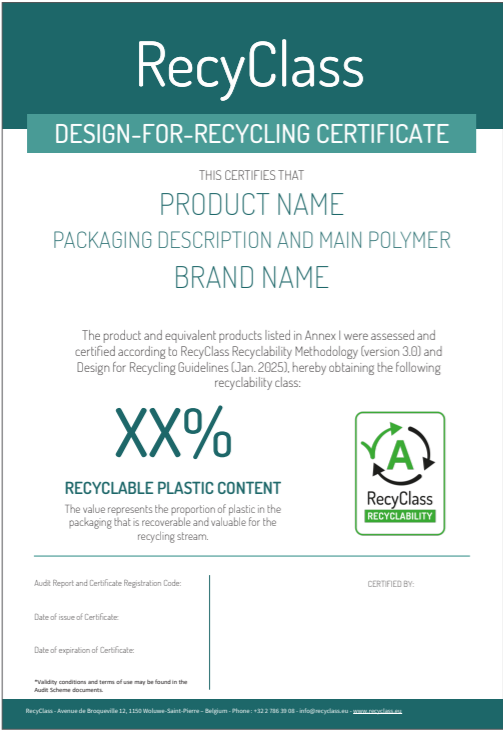 RecyClass
DESIGN-FOR-RECYCLING CERTIFICATE
THIS CERTIFIES THAT
PRODUCT NAME
PACKAGING DESCRIPTION AND MAIN POLYMER
BRAND NAME
The product and equivalent products listed in Annex I were assessed and
certified according to RecyClass Recyclability Methodology (version 3.0) and
Design for Recycling Guidelines (Jan. 2025), hereby obtaining the following
recyclability class:
XX%
RECYCLABLE PLASTIC CONTENT
The value represents the proportion of plastic in the
packaging that is recoverable and valuable for the
recycling stream.
A
RecyClass
RECYCLABILITY
Audit Report and Certificate Registration Code:
Date of issue of Certificate:
Date of expiration of Certificate:
*Validity conditions and terms of use may be found in the
Audit Scheme documents.
CERTIFIED BY:
RecyClass - Avenue de Broqueville 12, 1150 Woluwe-Saint-Pierre – Belgium - Phone : +32 2 786 39 08 - info@recyclass.eu - www.recyclass.eu